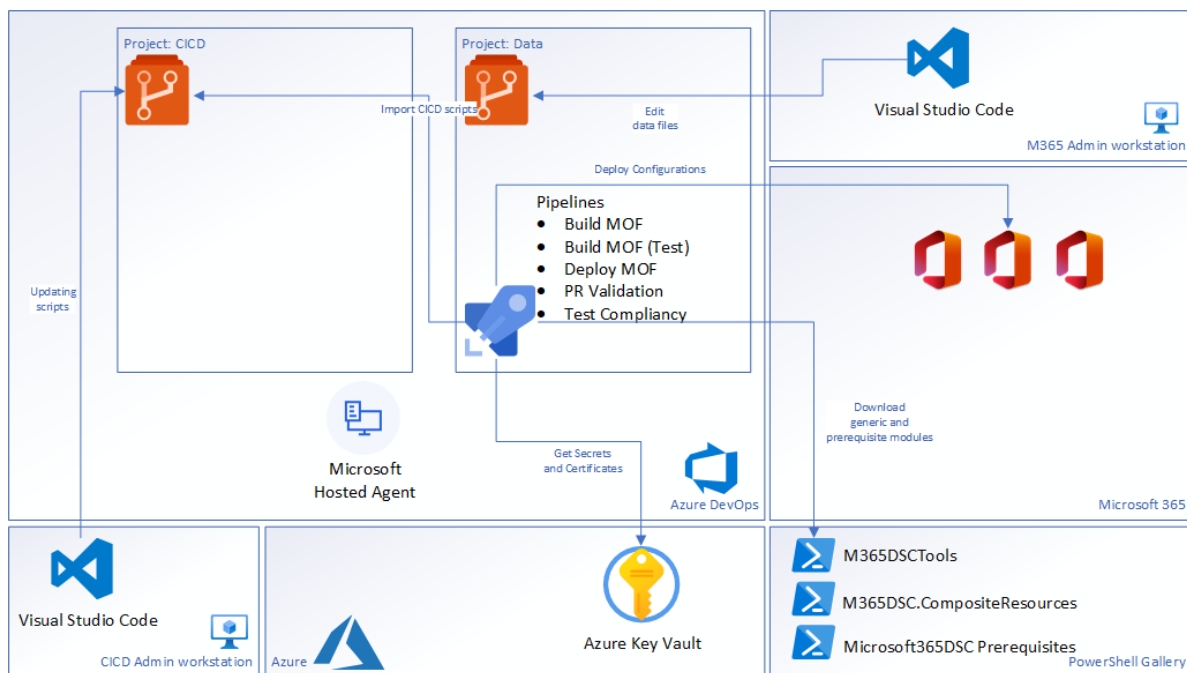 Project: CICD
Project: Data
Import CICD scripts
Edit
data files
Visual Studio Code
M365 Admin workstation
Deploy Configurations
Pipelines
• Build MOF
• Build MOF (Test)
• Deploy MOF
• PR Validation
• Test Compliancy
Updating
scripts
Microsoft
Hosted Agent
Get Secrets
and Certificates
Azure DevOps
Download
generic and
prerequisite modules
Microsoft 365
Visual Studio Code
CICD Admin workstation
Azure
Azure Key Vault
M365DSCTools
M365DSC.CompositeResources
Microsoft365DSC Prerequisites
PowerShell Gallery